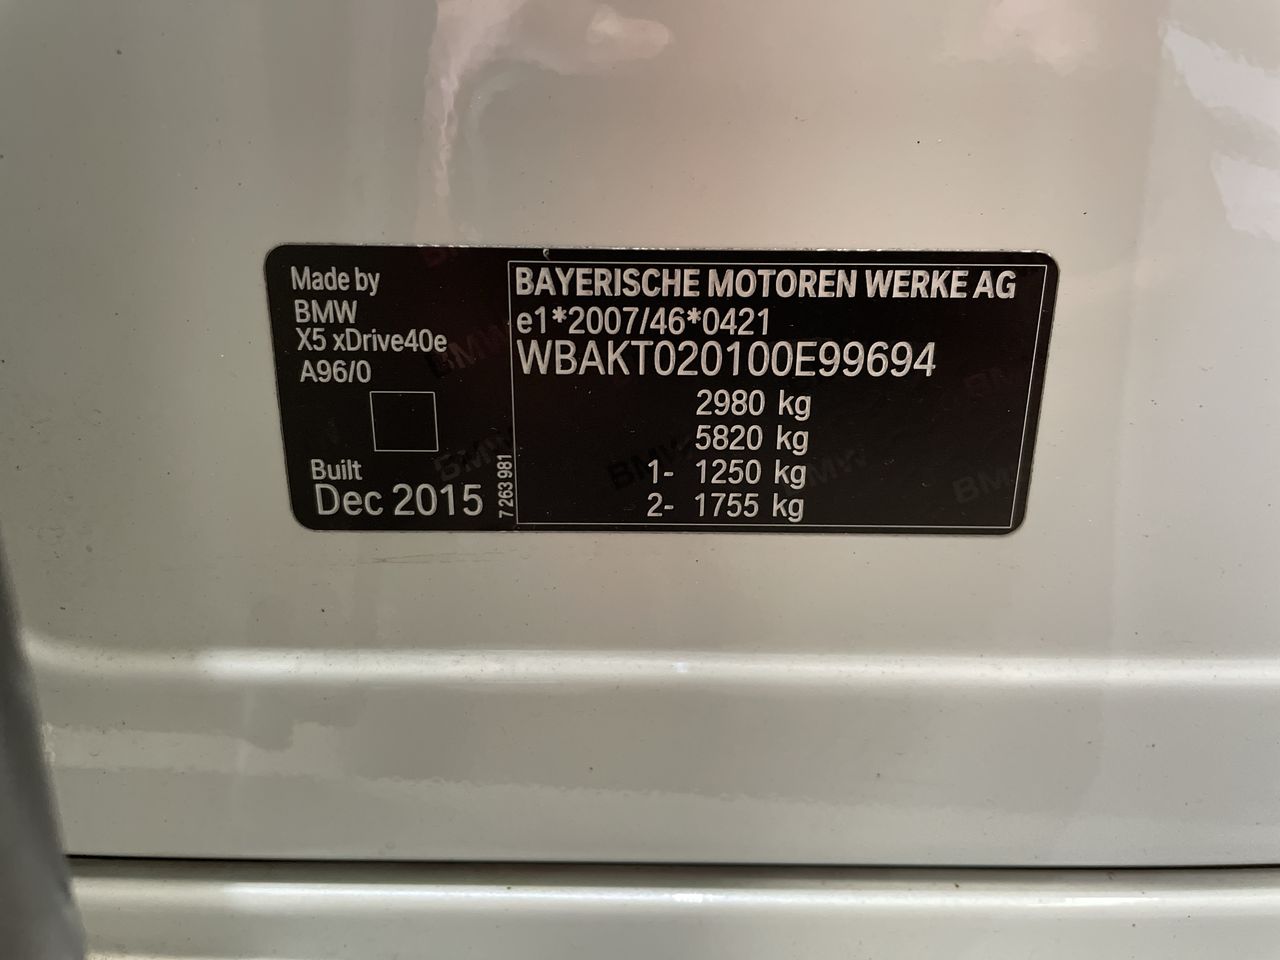 Made by
BMW
X5 xDrive40e
A96/0
Built
Dec 2015
7 263 981
BAYERISCHE MOTOREN WERKE AG
e1*2007/46*0421
WBAKT020100E99694
2980 kg
5820 kg
1- 1250 kg
2- 1755 kg